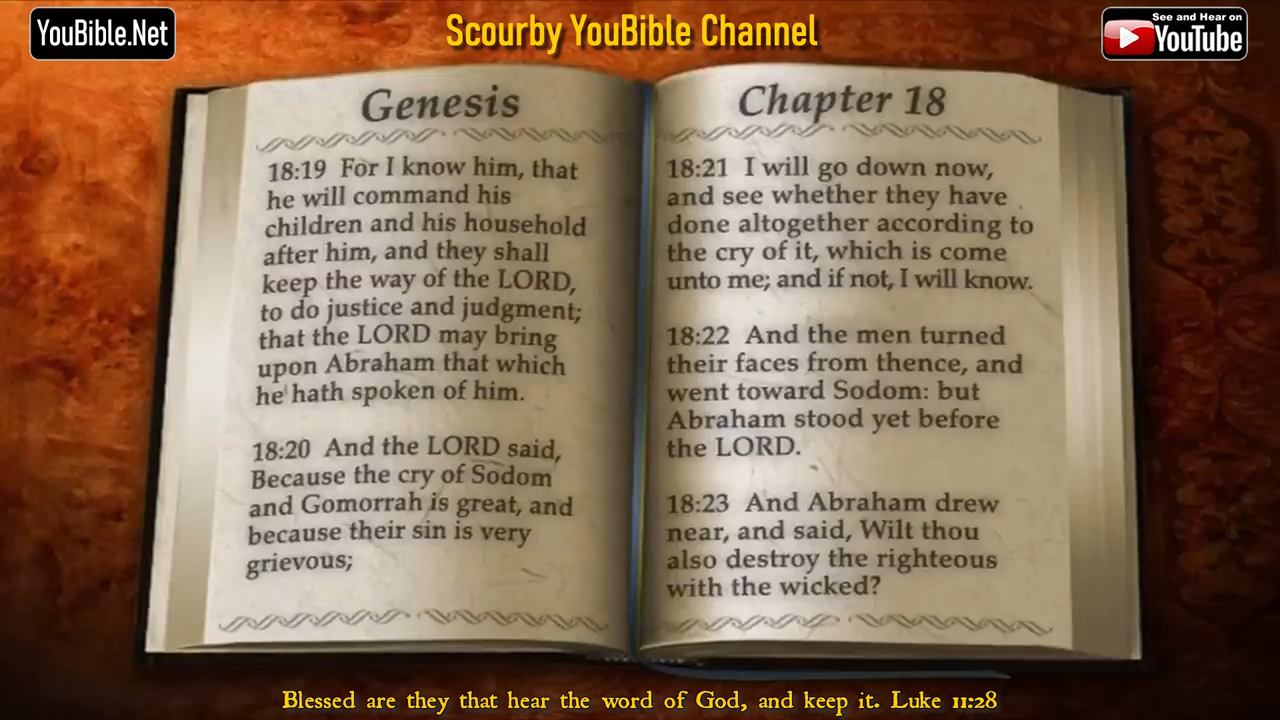 YouBible.Net
Scourby YouBible Channel
See and Hear on
YouTube
Genesis
18:19 For I know him, that
he will command his
children and his household
after him, and they shall
keep the way of the LORD,
to do justice and judgment;
that the LORD may bring
upon Abraham that which
he hath spoken of him.
18:20 And the LORD said,
Because the cry of Sodom
and Gomorrah is great, and
because their sin is very
grievous;
Chapter 18
18:21 I will go down now,
and see whether they have
done altogether according to
the cry of it, which is come
unto me; and if not, I will know.
18:22 And the men turned
their faces from thence, and
went toward Sodom: but
Abraham stood yet before
the LORD.
18:23 And Abraham drew
near, and said, Wilt thou
also destroy the righteous
with the wicked?
Blessed are they that hear the word of God, and keep it. Luke 11:28